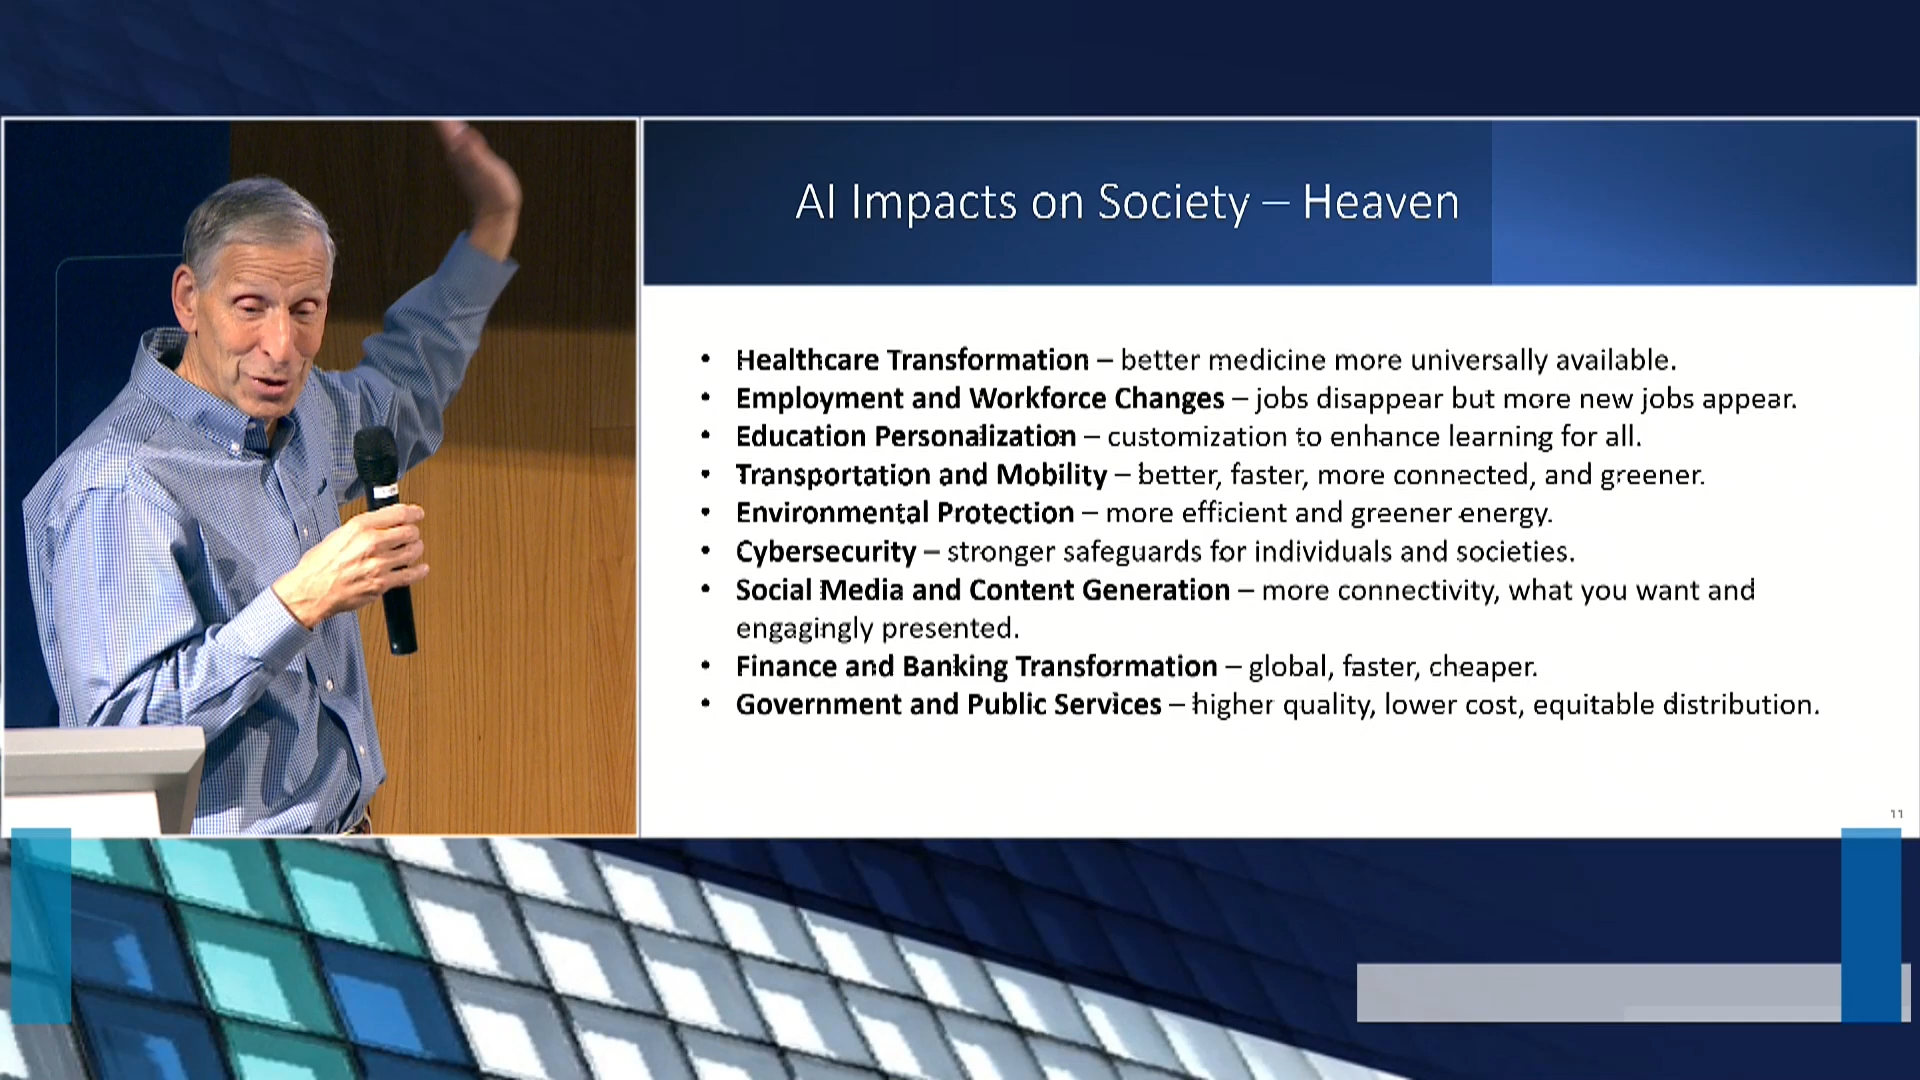 AI Impacts on Society – Heaven
• Healthcare Transformation – better medicine more universally available.
• Employment and Workforce Changes – jobs disappear but more new jobs appear.
• Education Personalization – customization to enhance learning for all.
• Transportation and Mobility – better, faster, more connected, and greener.
• Environmental Protection – more efficient and greener energy.
• Cybersecurity – stronger safeguards for individuals and societies.
• Social Media and Content Generation – more connectivity, what you want and
engagingly presented.
• Finance and Banking Transformation – global, faster, cheaper.
• Government and Public Services – higher quality, lower cost, equitable distribution.
11